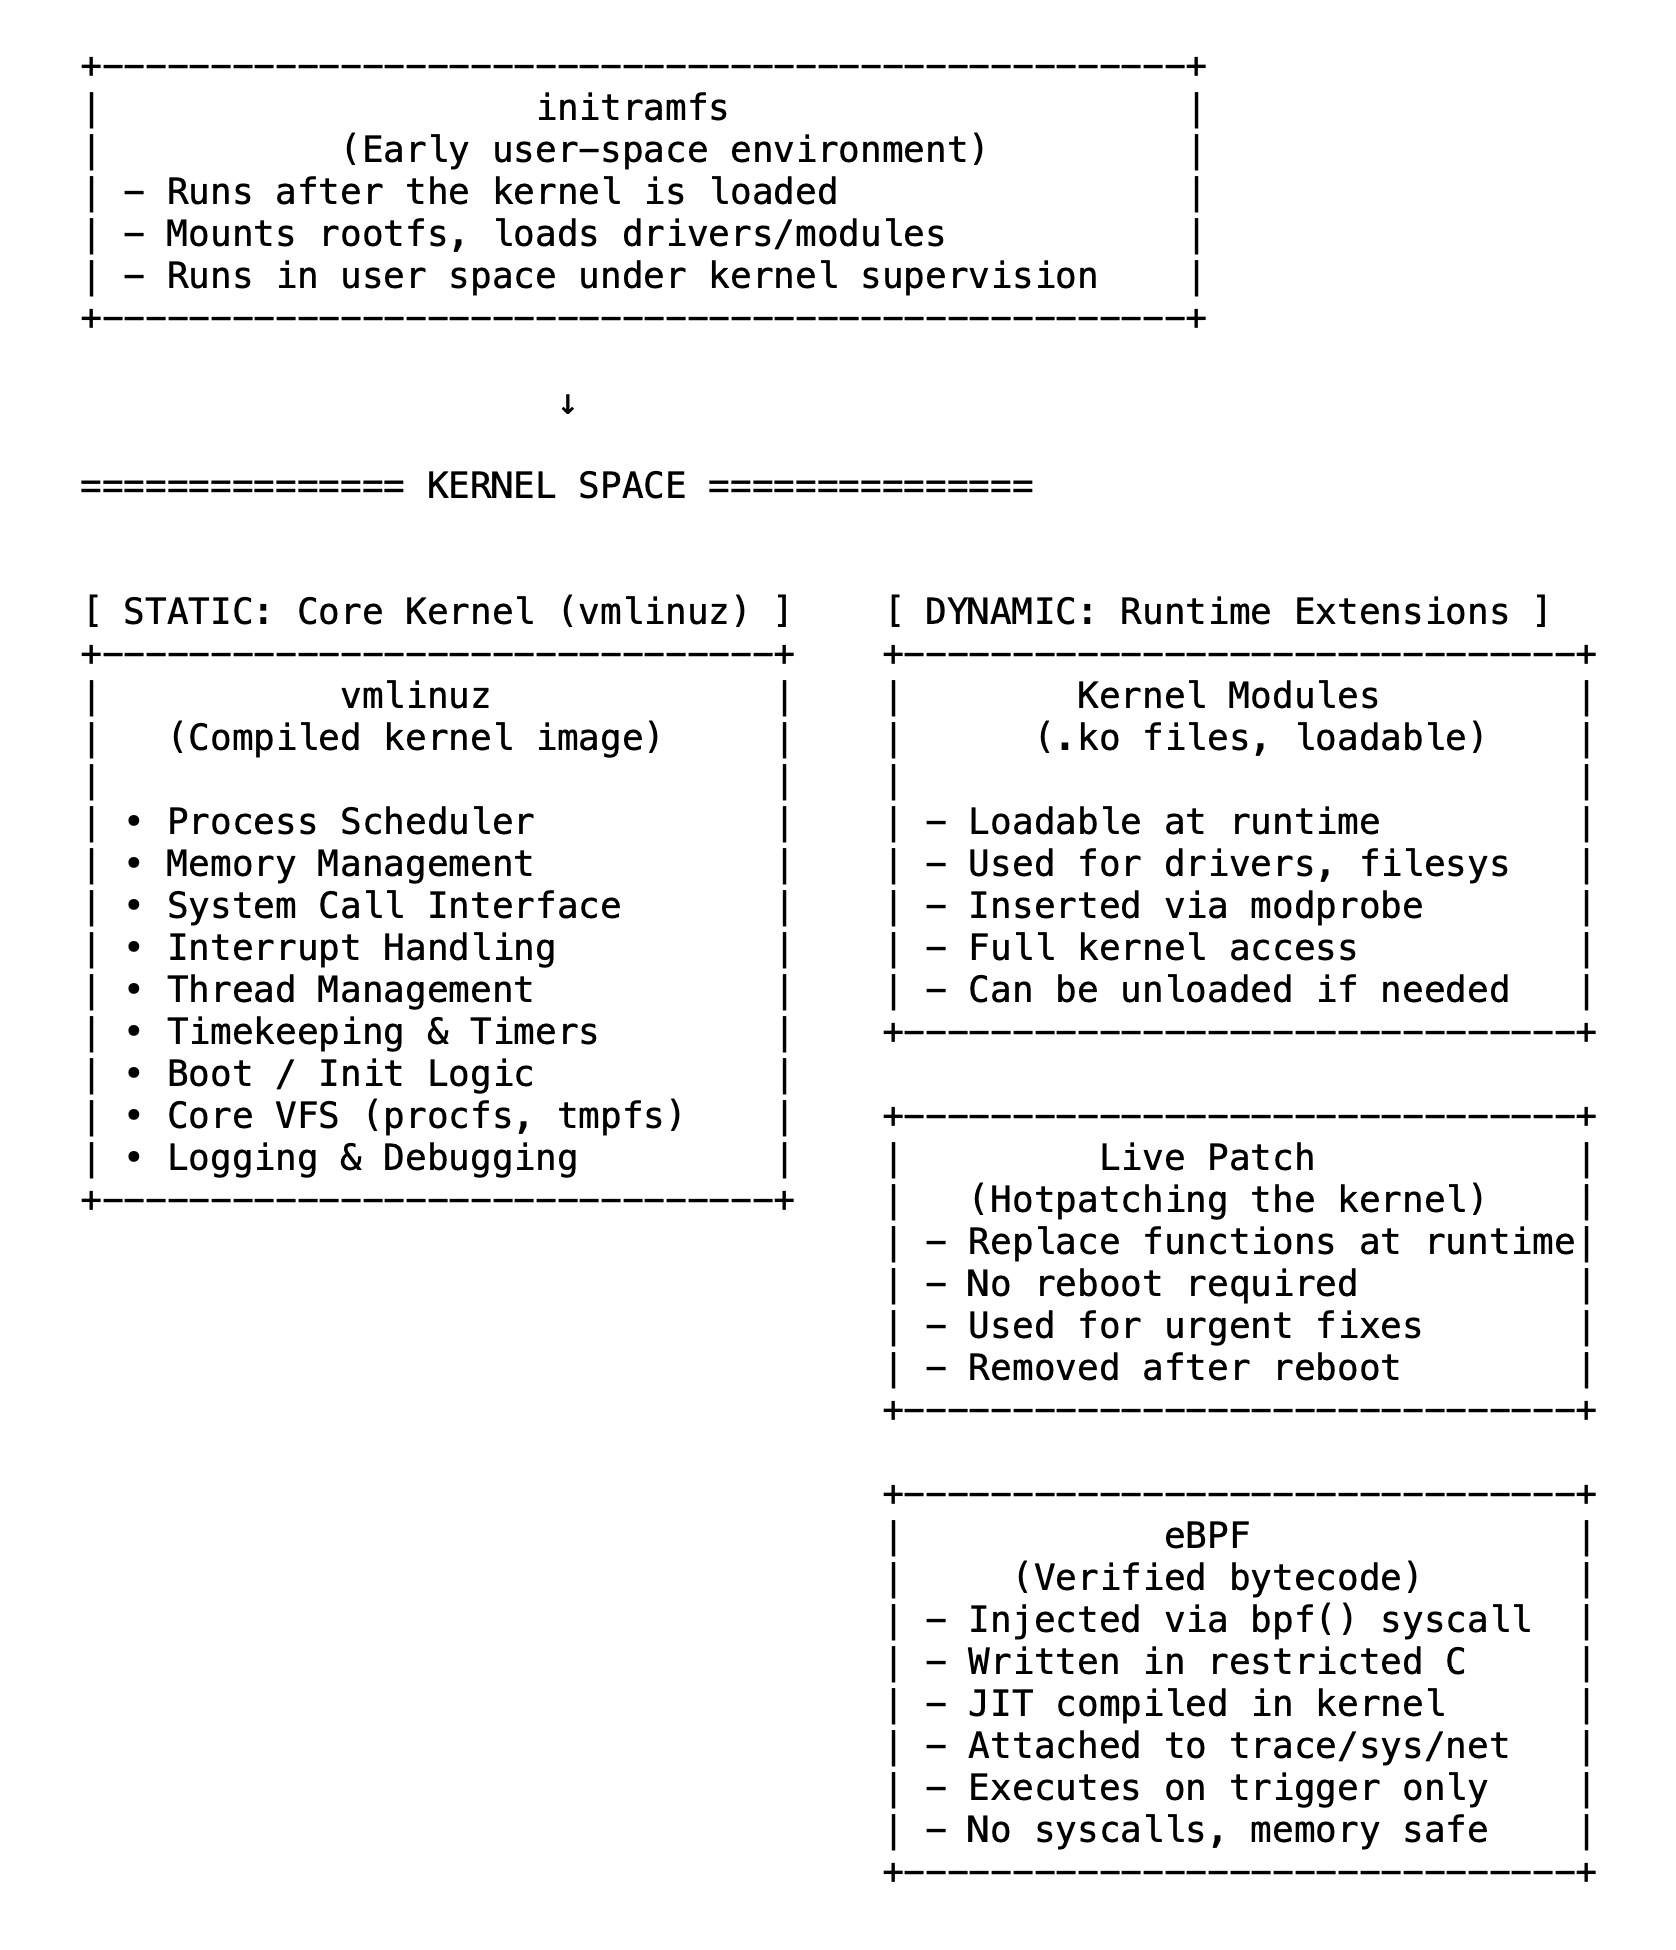 initramfs
(Early user-space environment)
- Runs after the kernel is loaded
- Mounts rootfs, loads drivers/modules
- Runs in user space under kernel supervision
↓
=============== KERNEL SPACE ===============
[ STATIC: Core Kernel (vmlinuz) ]
vmlinuz
(Compiled kernel image)
• Process Scheduler
• Memory Management
• System Call Interface
• Interrupt Handling
• Thread Management
• Timekeeping & Timers
• Boot / Init Logic
• Core VFS (procfs, tmpfs)
• Logging & Debugging
[ DYNAMIC: Runtime Extensions ]
Kernel Modules
(.ko files, loadable)
- Loadable at runtime
- Used for drivers, filesys
- Inserted via modprobe
- Full kernel access
- Can be unloaded if needed
Live Patch
(Hotpatching the kernel)
- Replace functions at runtime
- No reboot required
- Used for urgent fixes
- Removed after reboot
eBPF
(Verified bytecode)
- Injected via bpf() syscall
- Written in restricted C
- JIT compiled in kernel
- Attached to trace/sys/net
- Executes on trigger only
- No syscalls, memory safe